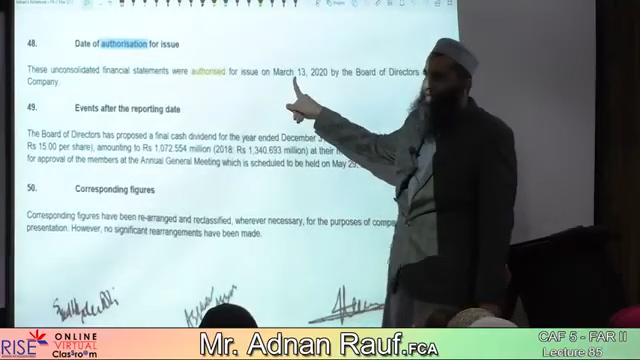 48. Date of authorisation for issue
These unconsolidated financial statements were authorised for issue on March 13, 2020 by the Board of Directors
Company.
49. Events after the reporting date
The Board of Directors has proposed a final cash dividend for the year ended December
Rs 15.00 per share), amounting to Rs 1,072.554 million (2018: Rs 1,340.693 million) at their
for approval of the members at the Annual General Meeting which is scheduled to be held on May 29,
50. Corresponding figures
Corresponding figures have been re-arranged and reclassified, wherever necessary, for the purposes of
presentation. However, no significant rearrangements have been made.
RISE ONLINE VIRTUAL Classroom
Mr. Adnan Rauf.FCA
CAF 5 - FAR II
Lecture 85